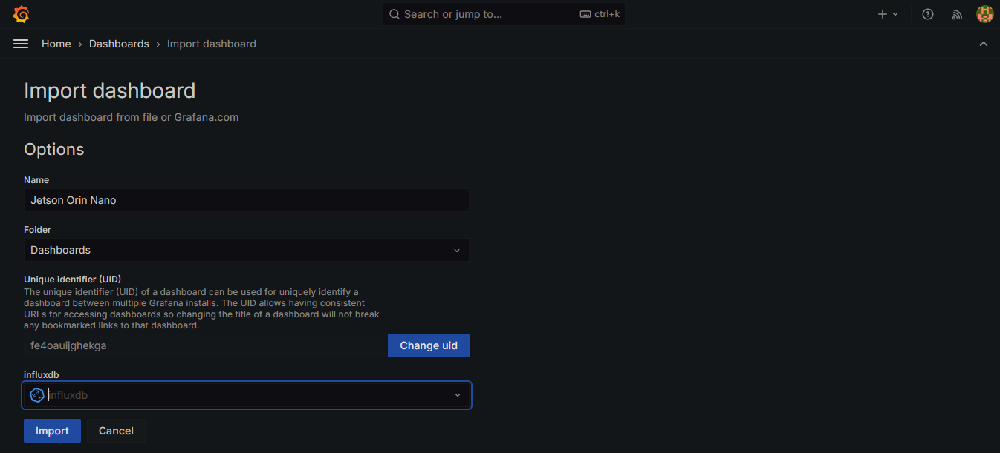 Search or jump to... ctrl+k
Home › Dashboards › Import dashboard
Import dashboard
Import dashboard from file or Grafana.com
Options
Name
Jetson Orin Nano
Folder
Dashboards
Unique identifier (UID)
The unique identifier (UID) of a dashboard can be used for uniquely identify a
dashboard between multiple Grafana installs. The UID allows having consistent
URLs for accessing dashboards so changing the title of a dashboard will not break
any bookmarked links to that dashboard.
fe4oauijghekga Change uid
influxdb
influxdb
Import Cancel